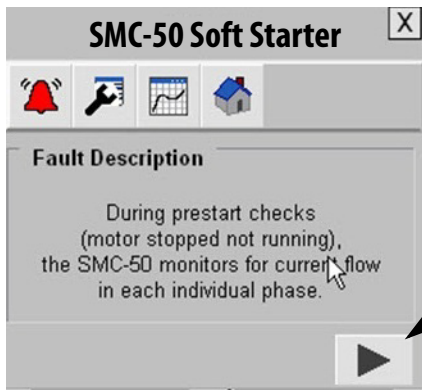 SMC-50 Soft Starter
X
Fault Description
During prestart checks
(motor stopped not running),
the SMC-50 monitors for current flow
in each individual phase.